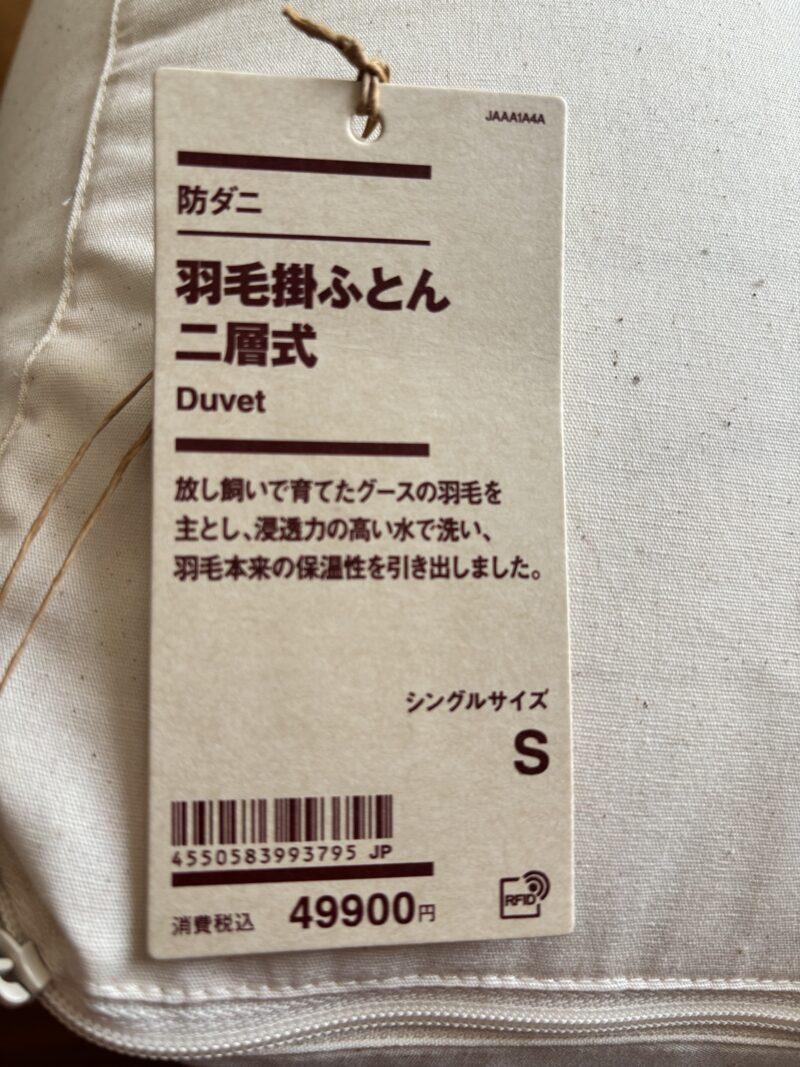 JAAA1A4A
防ダニ
羽毛掛ふとん
二層式
Duvet
放し飼いで育てたグースの羽毛を
主とし、浸透力の高い水で洗い、
羽毛本来の保温性を引き出しました。
シングルサイズ
S
4550583993795 JP
消費税込 49900円
RFID